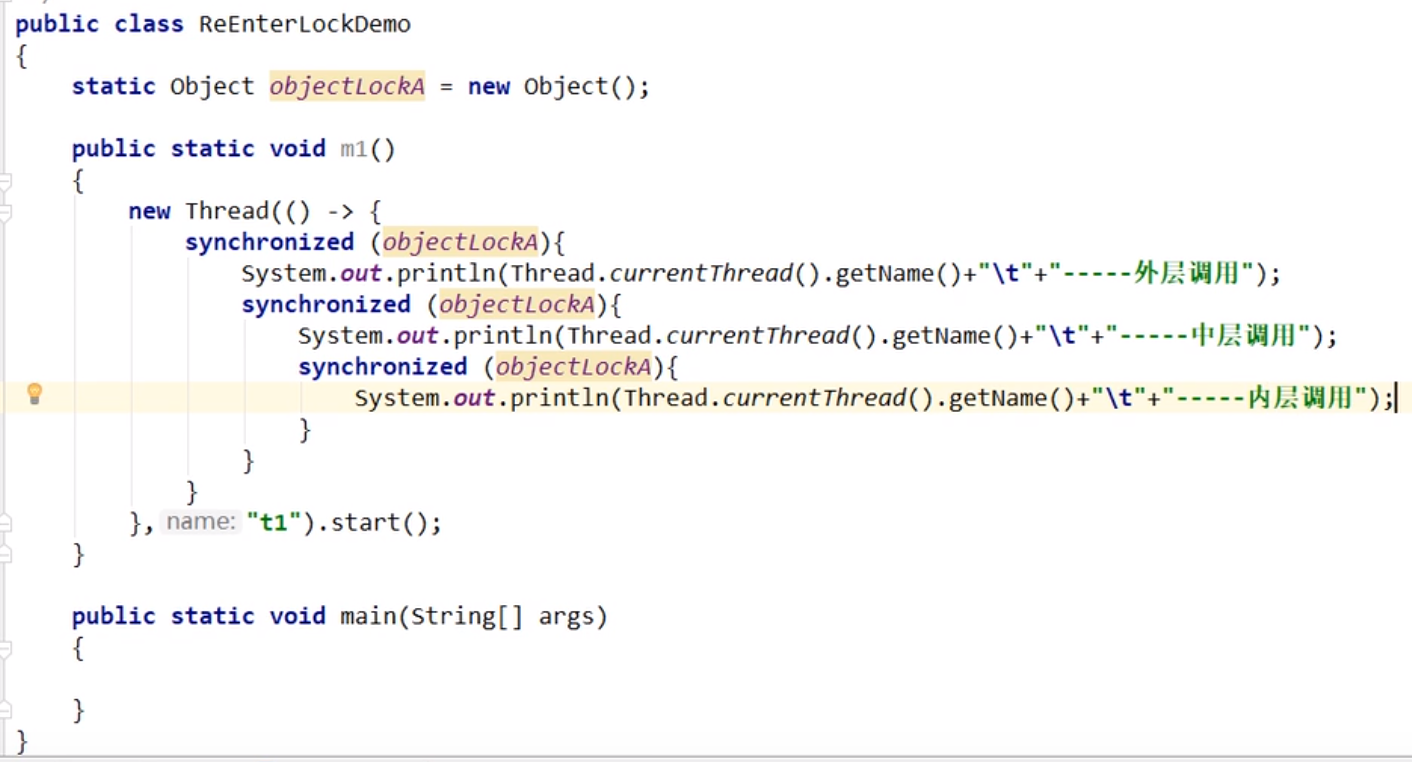 public class ReEnterLockDemo
{
    static Object objectLockA = new Object();

    public static void m1()
    {
        new Thread(() -> {
            synchronized (objectLockA){
                System.out.println(Thread.currentThread().getName()+"\t"+"-----外层调用");
                synchronized (objectLockA){
                    System.out.println(Thread.currentThread().getName()+"\t"+"-----中层调用");
                    synchronized (objectLockA){
                        System.out.println(Thread.currentThread().getName()+"\t"+"-----内层调用");
                    }
                }
            }
        }, name: "t1").start();
    }

    public static void main(String[] args)
    {

    }
}